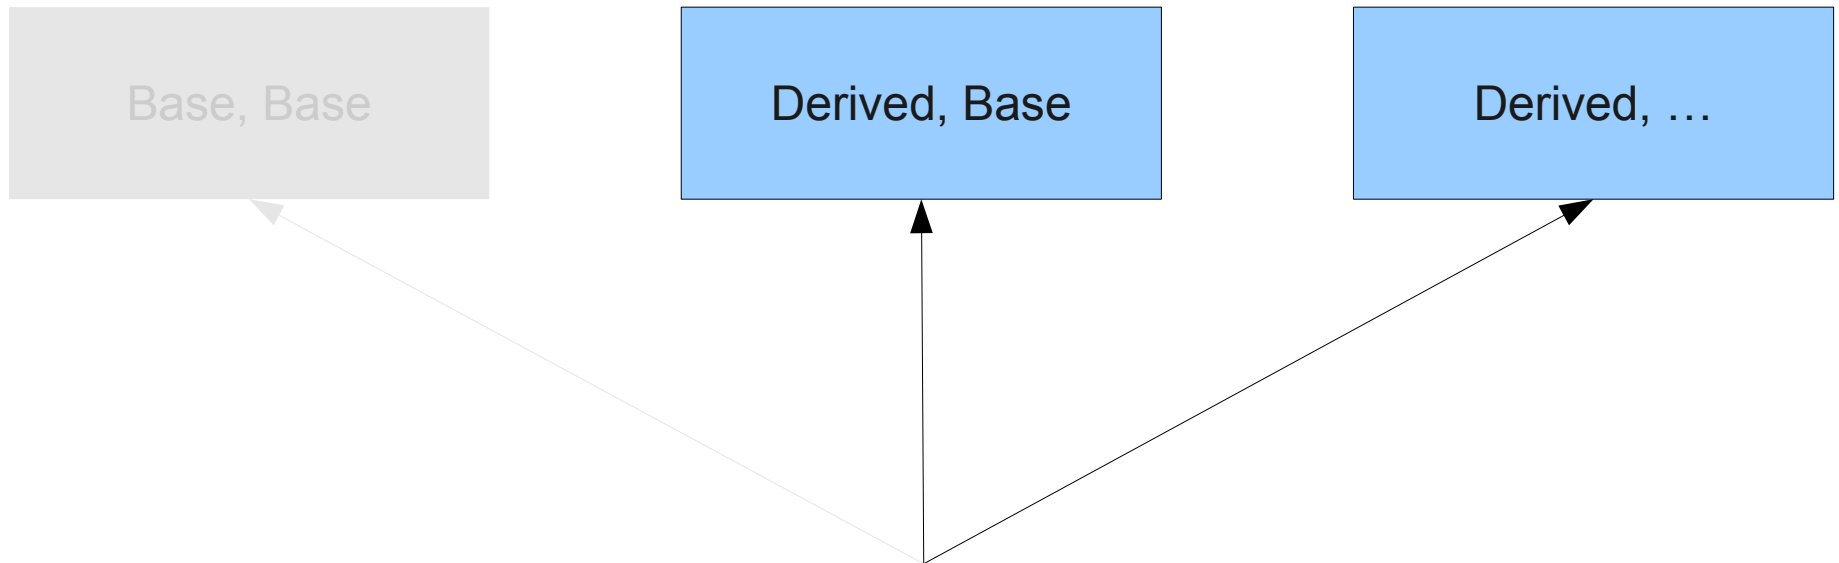 Base, Base
Derived, Base
Derived, …